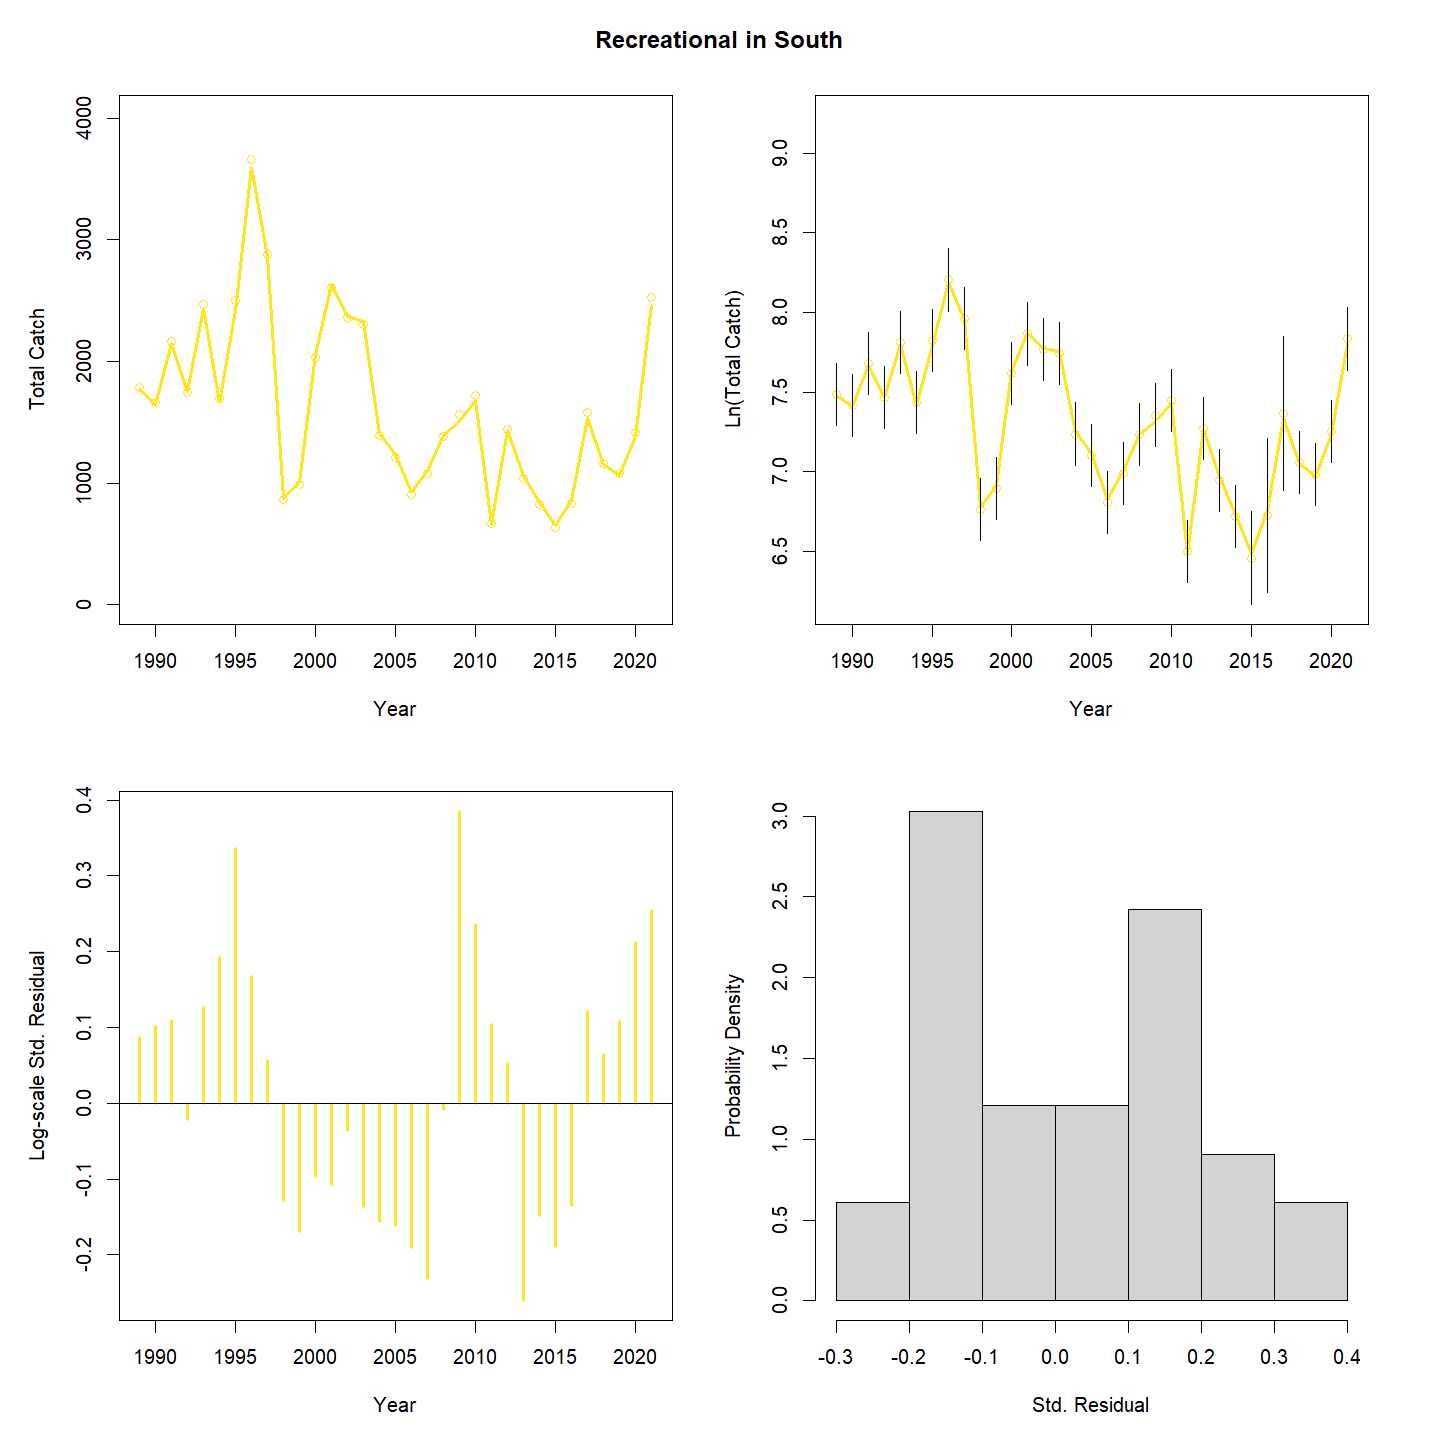 Recreational in South
Total Catch
4000
3000
2000
1000
0
1990 1995 2000 2005 2010 2015 2020
Year
Ln(Total Catch)
9.0
8.5
8.0
7.5
7.0
6.5
1990 1995 2000 2005 2010 2015 2020
Year
Log-scale Std. Residual
0.4
0.3
0.2
0.1
0.0
-0.1
-0.2
1990 1995 2000 2005 2010 2015 2020
Year
Probability Density
3.0
2.5
2.0
1.5
1.0
0.5
0.0
-0.3 -0.2 -0.1 0.0 0.1 0.2 0.3 0.4
Std. Residual